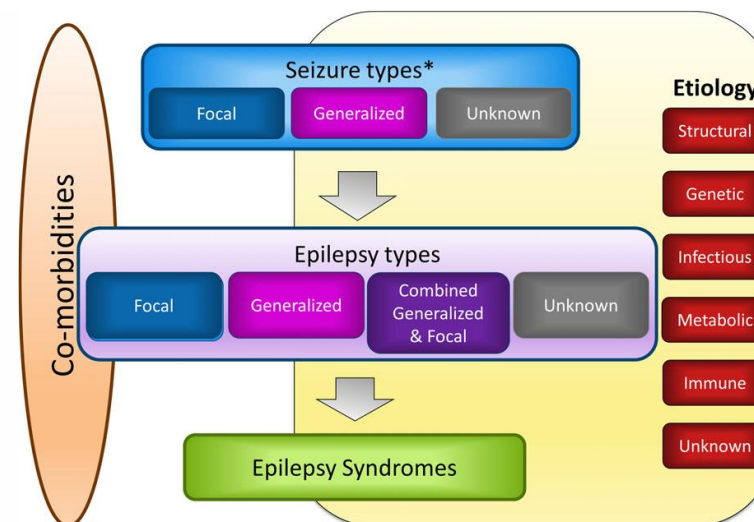 Co-morbidities
Seizure types*
Focal
Generalized
Unknown
Epilepsy types
Focal
Generalized
Combined
Generalized
& Focal
Unknown
Epilepsy Syndromes
Etiology
Structural
Genetic
Infectious
Metabolic
Immune
Unknown